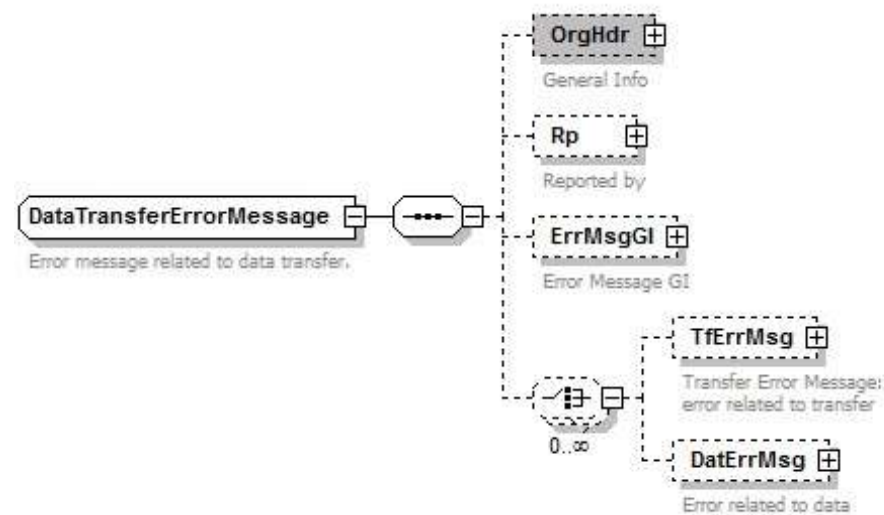 OrgHdr
General Info
Rp
Reported by
DataTransferErrorMessage
Error message related to data transfer.
ErrMsgGI
Error Message GI
0..∞
TfErrMsg
Transfer Error Message:
error related to transfer
DatErrMsg
Error related to data